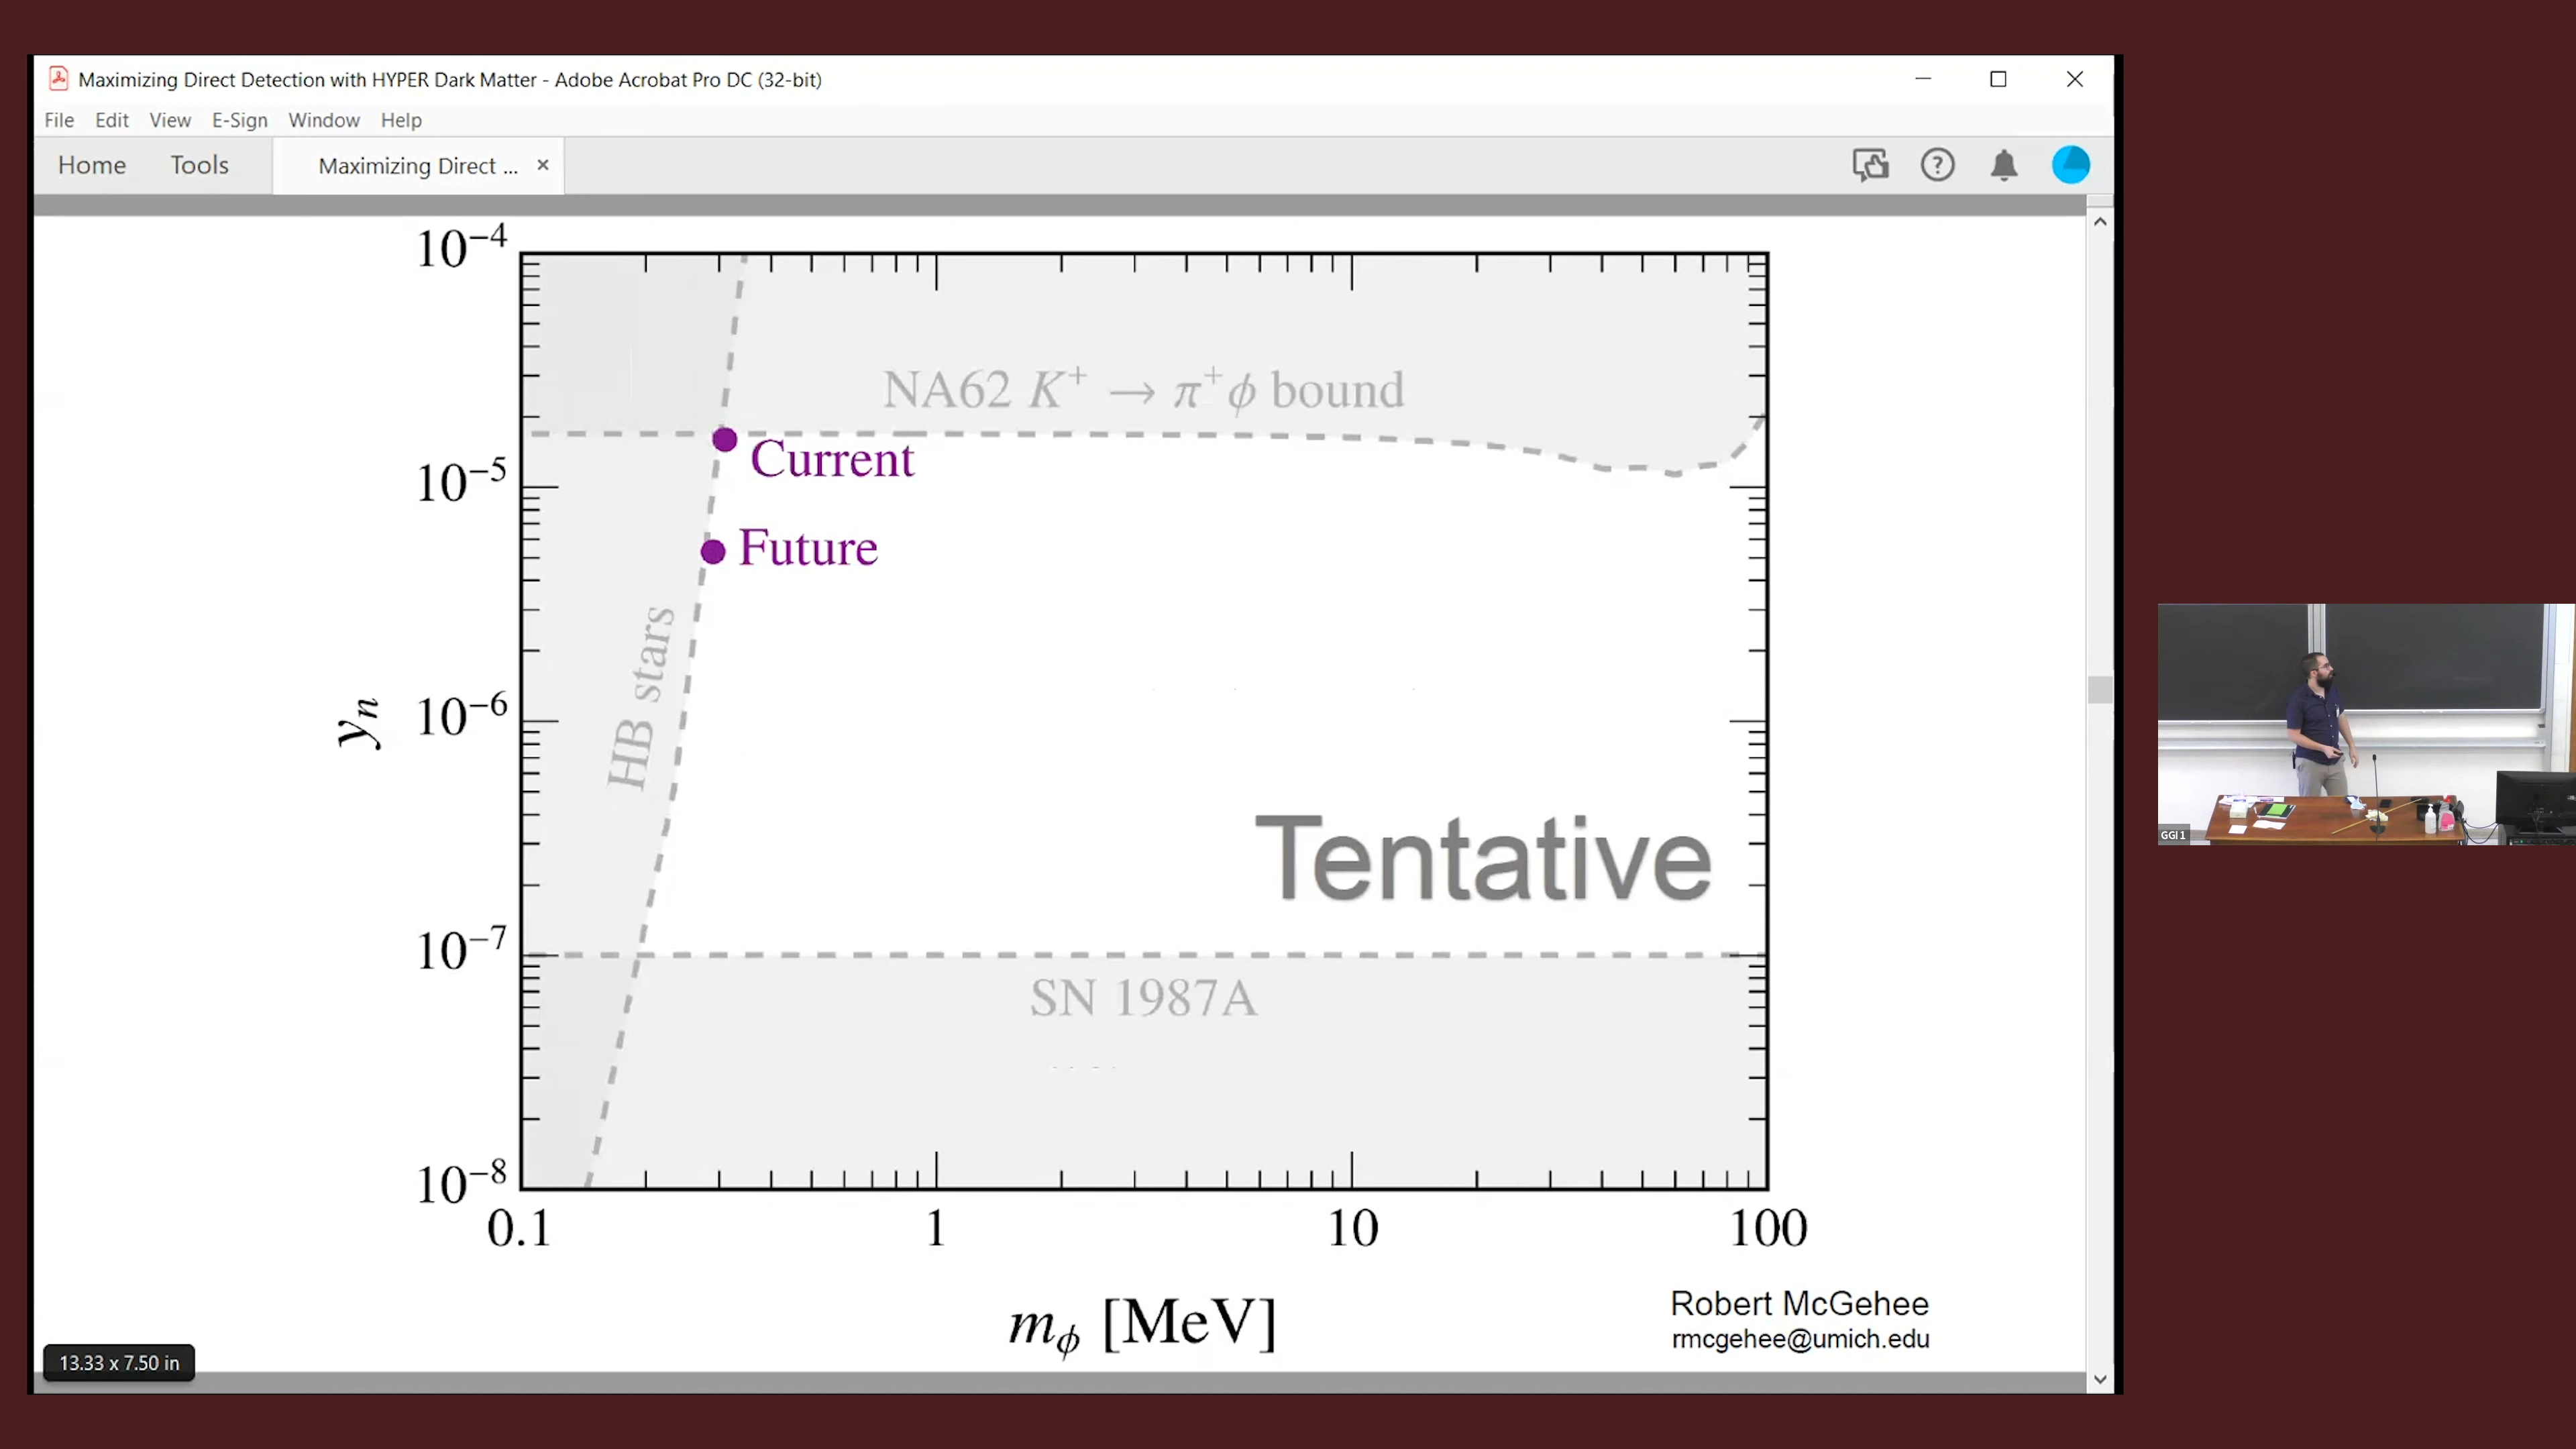 Maximizing Direct Detection with HYPER Dark Matter - Adobe Acrobat Pro DC (32-bit)
File Edit View E-Sign Window Help
Home Tools Maximizing Direct ... ×
10⁻⁴
NA62 K⁺ → π⁺ϕ bound
Current
10⁻⁵
Future
HB stars
yₙ
10⁻⁶
Tentative
10⁻⁷
SN 1987A
10⁻⁸
0.1 1 10 100
m_ϕ [MeV]
Robert McGehee
rmcgehee@umich.edu
13.33 x 7.50 in
GGI 1